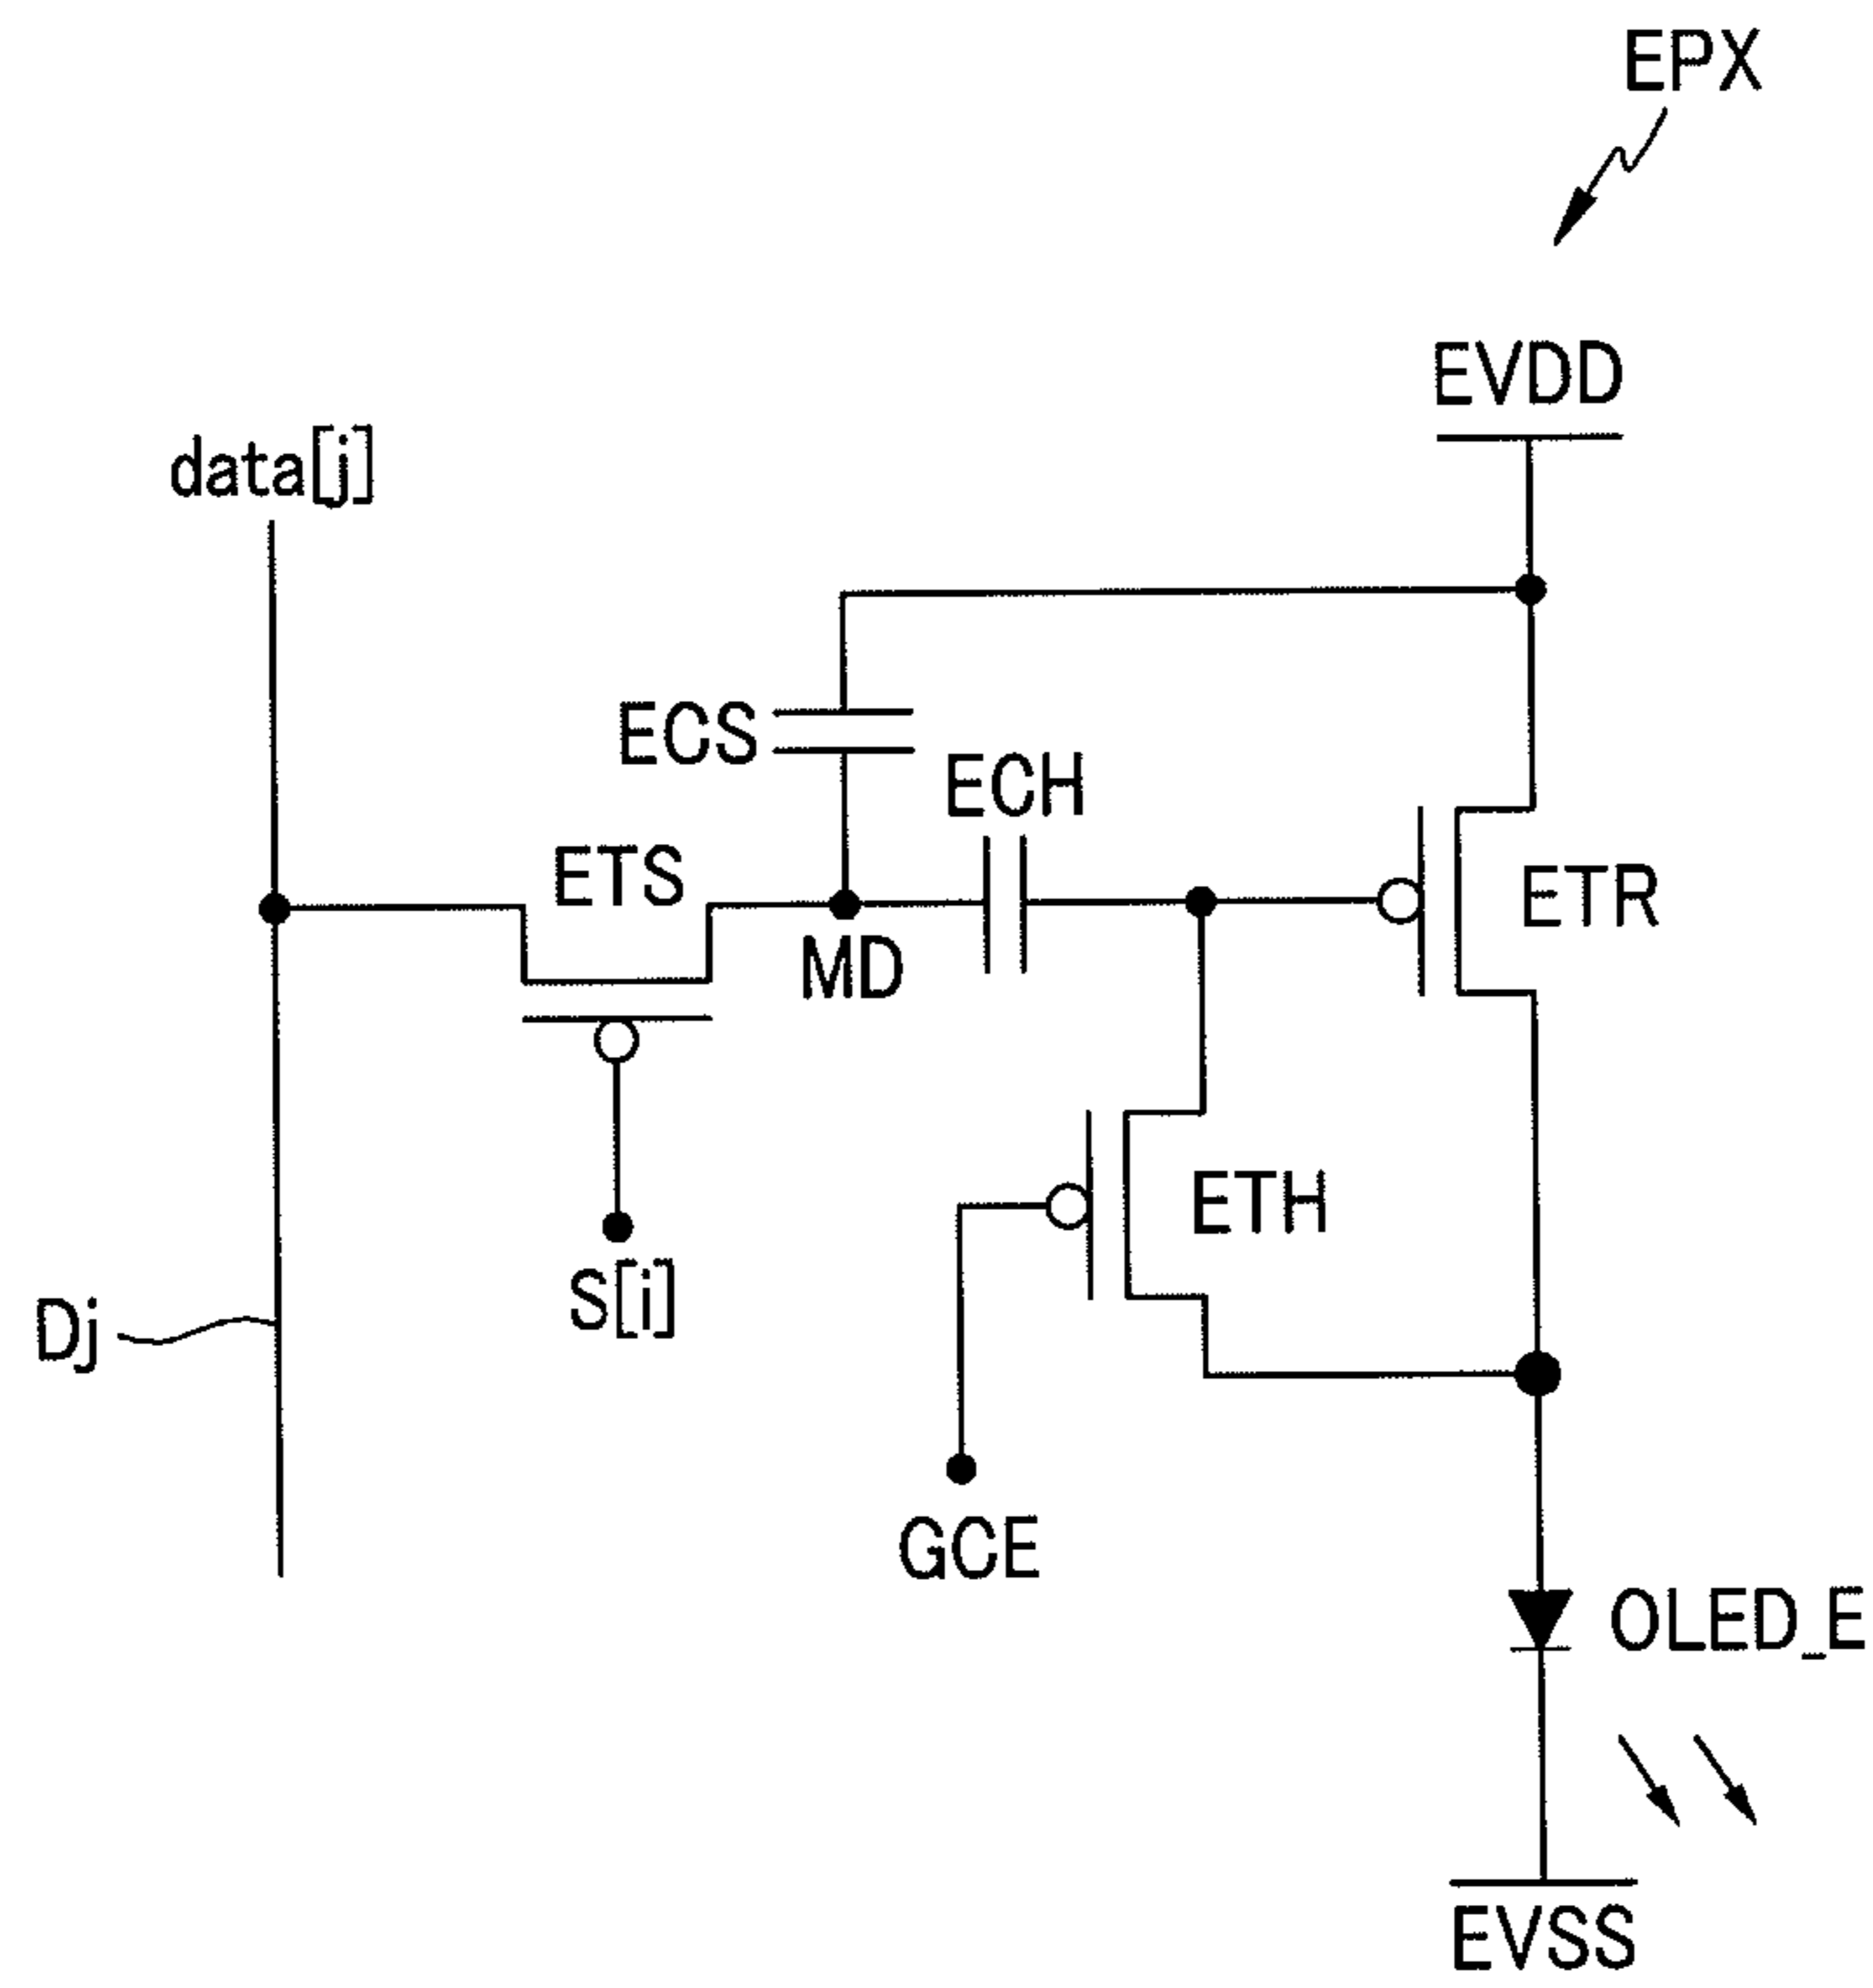 EPX
EVDD
data[j]
ECS
ECH
ETS
ETR
MD
ETH
S[i]
Dj
GCE
OLED_E
EVSS